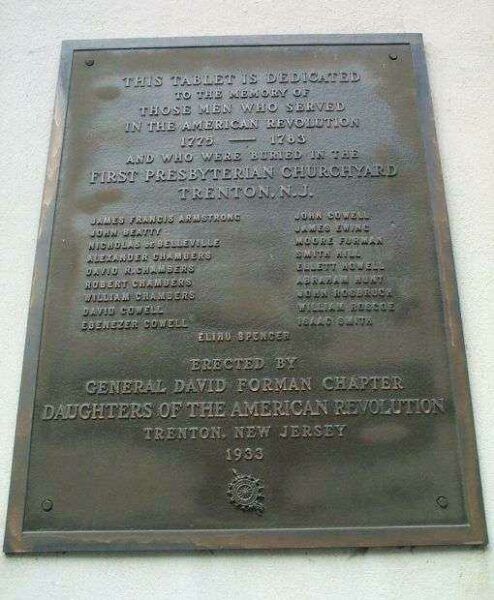 THIS TABLET IS DEDICATED
TO THE MEMORY OF
THOSE MEN WHO SERVED
IN THE AMERICAN REVOLUTION
1775 — 1783
AND WHO WERE BURIED IN THE
FIRST PRESBYTERIAN CHURCHYARD
TRENTON, N.J.
JAMES FRANCIS ARMSTRONG
JOHN BEATTY
NICHOLAS de BELLEVILLE
ALEXANDER CHAMBERS
DAVID R. CHAMBERS
ROBERT CHAMBERS
WILLIAM CHAMBERS
DAVID COWELL
EBENEZER COWELL
JOHN COWELL
JAMES EWING
MOORE FURMAN
SMITH HILL
ELLETT HOWELL
ABRAHAM HUNT
JOHN ROSBRUGH
WILLIAM ROSCOE
ISAAC SMITH
ELIHU SPENCER
ERECTED BY
GENERAL DAVID FORMAN CHAPTER
DAUGHTERS OF THE AMERICAN REVOLUTION
TRENTON, NEW JERSEY
1933